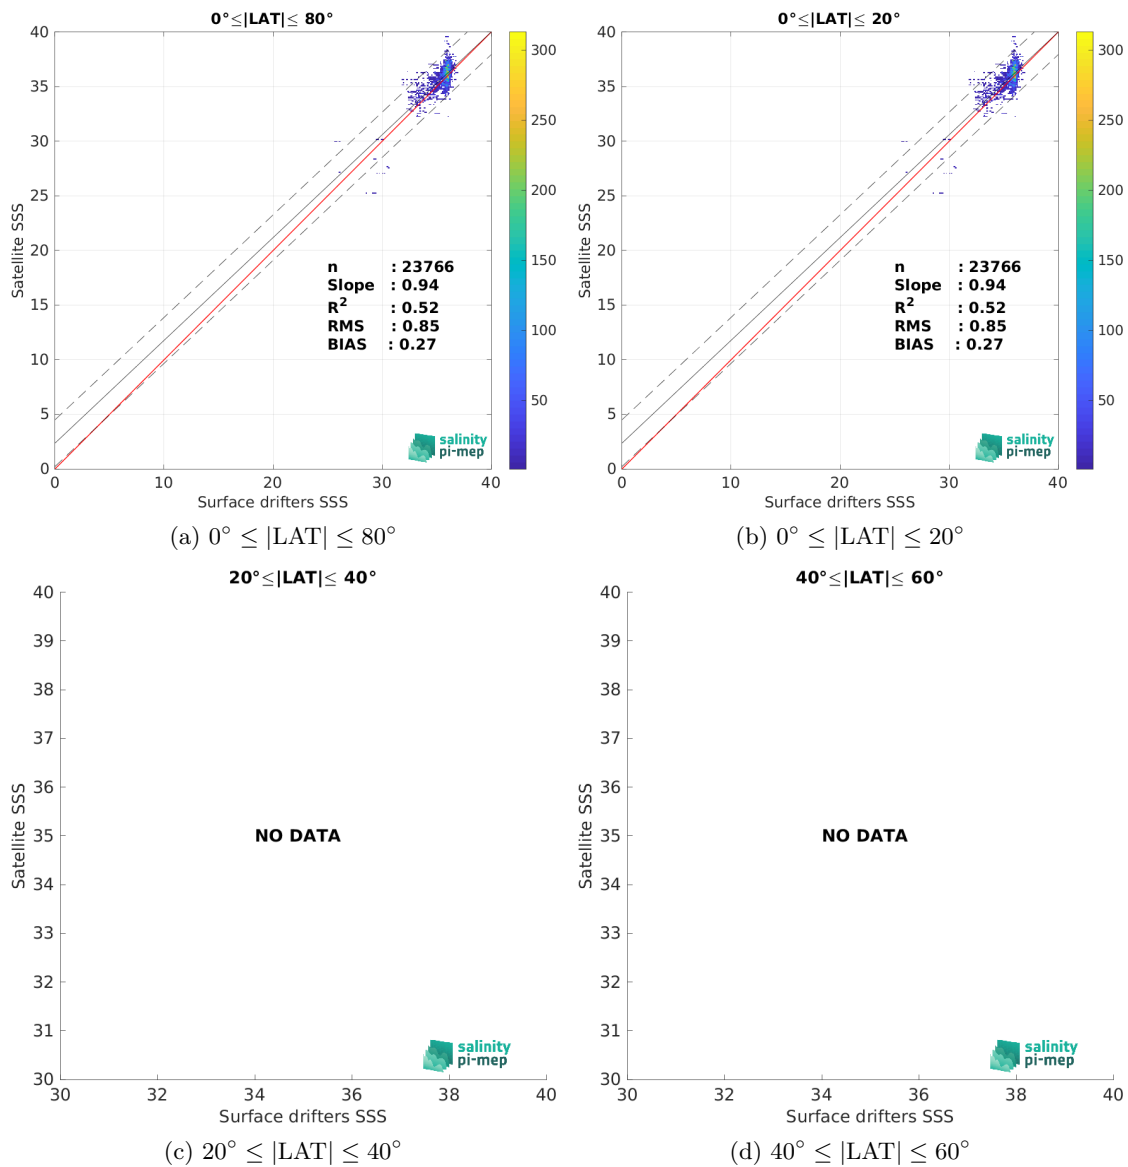 0°≤|LAT|≤ 80°
40
35
30
25
20
15
10
5
0
Satellite SSS
n : 23766
Slope : 0.94
R² : 0.52
RMS : 0.85
BIAS : 0.27
salinity
pi-mep
0 10 20 30 40
Surface drifters SSS
300
250
200
150
100
50
(a) 0° ≤ |LAT| ≤ 80°
0°≤|LAT|≤ 20°
40
35
30
25
20
15
10
5
0
Satellite SSS
n : 23766
Slope : 0.94
R² : 0.52
RMS : 0.85
BIAS : 0.27
salinity
pi-mep
0 10 20 30 40
Surface drifters SSS
300
250
200
150
100
50
(b) 0° ≤ |LAT| ≤ 20°
20°≤|LAT|≤ 40°
40
39
38
37
36
35
34
33
32
31
30
Satellite SSS
NO DATA
salinity
pi-mep
30 32 34 36 38 40
Surface drifters SSS
(c) 20° ≤ |LAT| ≤ 40°
40°≤|LAT|≤ 60°
40
39
38
37
36
35
34
33
32
31
30
Satellite SSS
NO DATA
salinity
pi-mep
30 32 34 36 38 40
Surface drifters SSS
(d) 40° ≤ |LAT| ≤ 60°